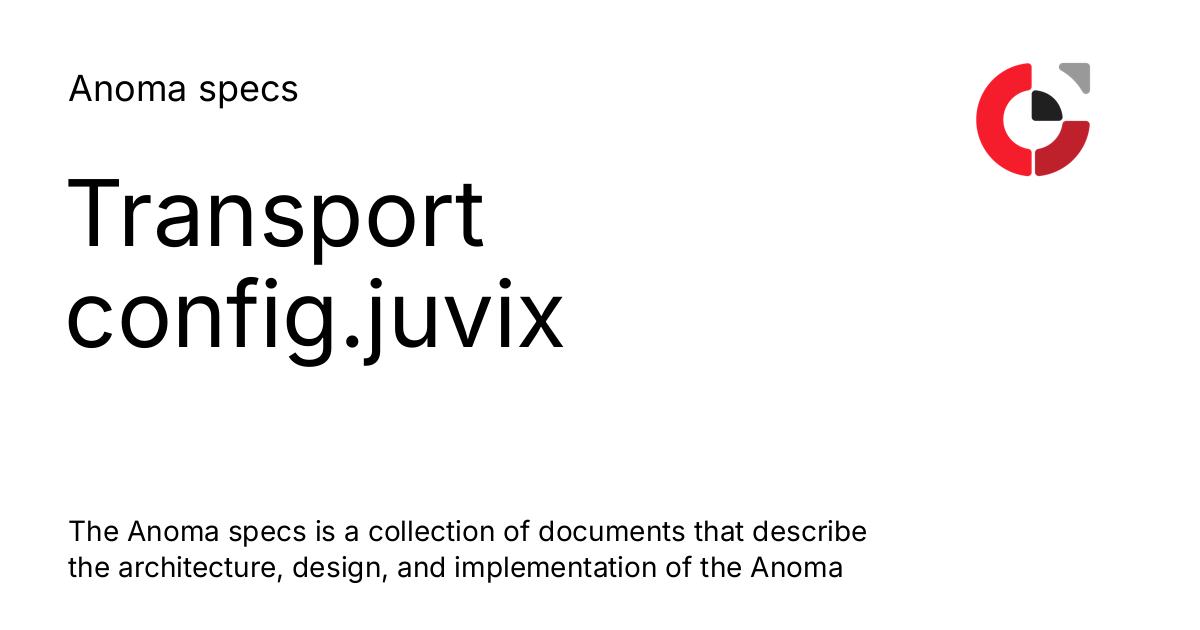 Anoma specs
Transport
config.juvix
The Anoma specs is a collection of documents that describe
the architecture, design, and implementation of the Anoma